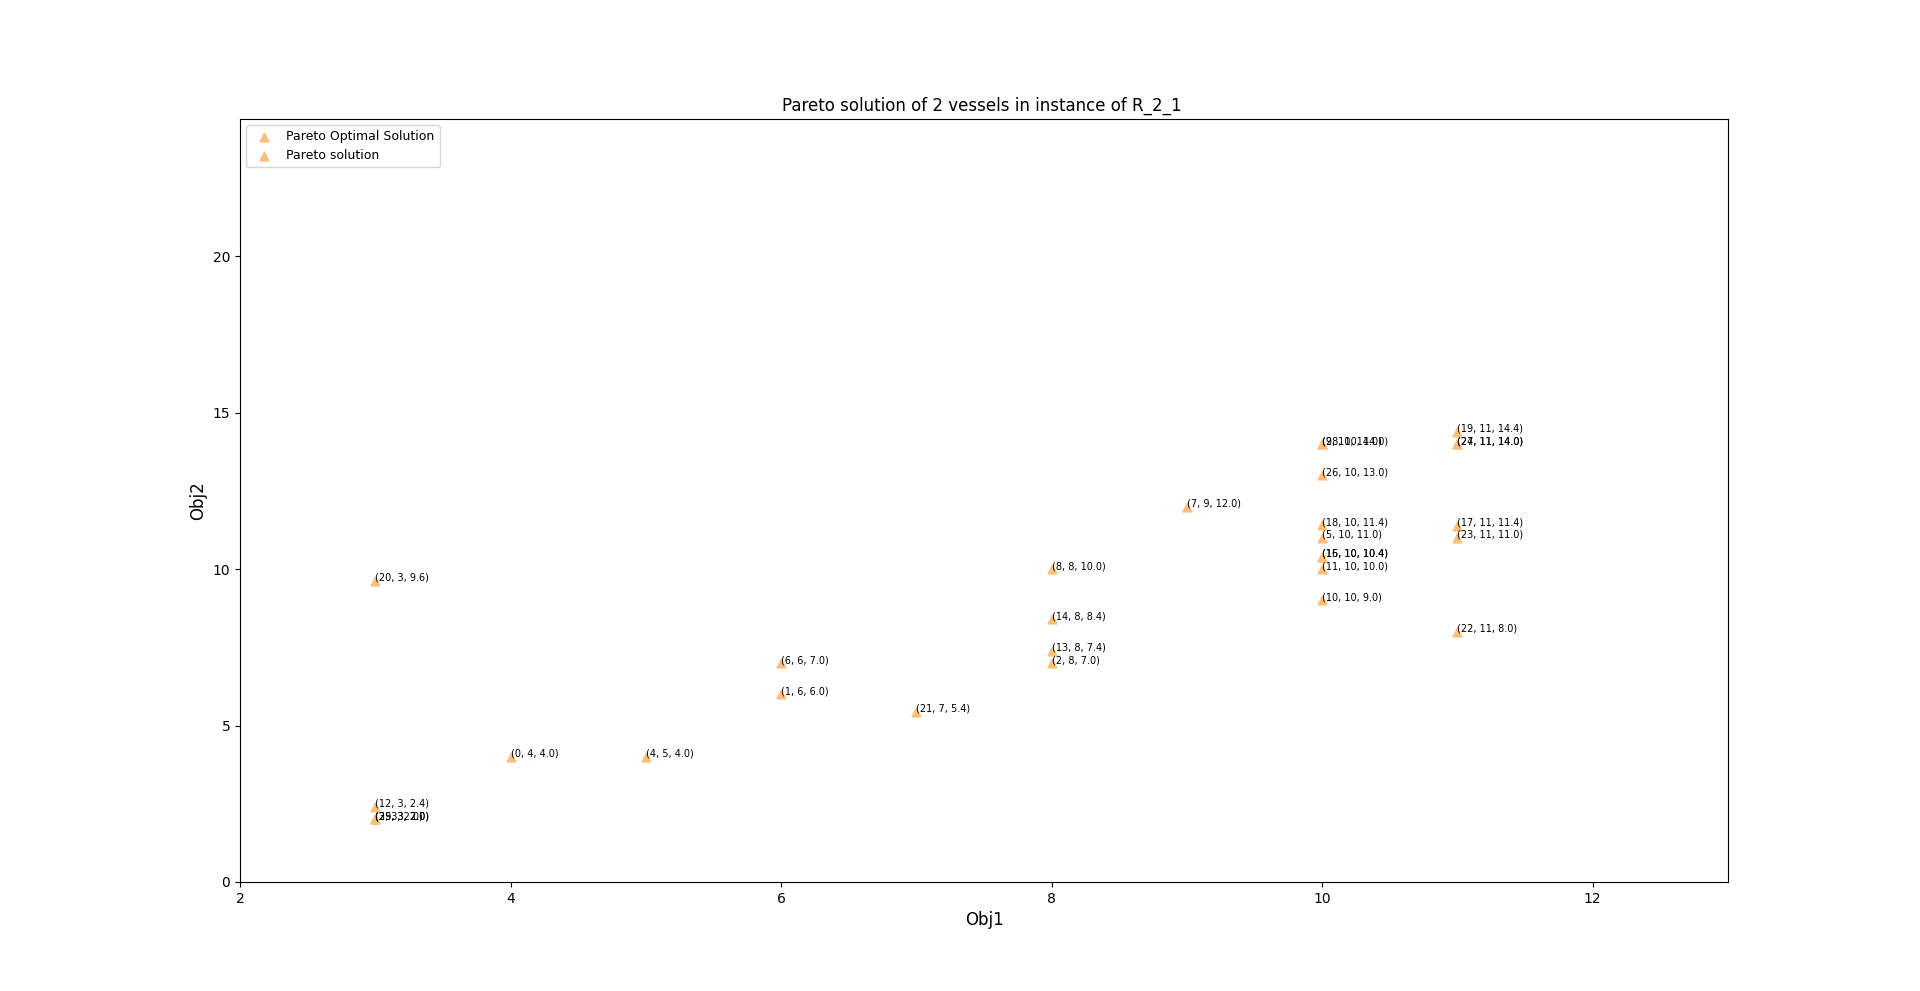 Pareto solution of 2 vessels in instance of R_2_1
Pareto Optimal Solution
Pareto solution
20
15
10
5
0
Obj2
(19, 11, 14.4)
(26, 10, 13.0)
(7, 9, 12.0)
(18, 10, 11.4)
(17, 11, 11.4)
(5, 10, 11.0)
(23, 11, 11.0)
(8, 8, 10.0)
(11, 10, 10.0)
(20, 3, 9.6)
(10, 10, 9.0)
(14, 8, 8.4)
(22, 11, 8.0)
(13, 8, 7.4)
(6, 6, 7.0)
(2, 8, 7.0)
(1, 6, 6.0)
(21, 7, 5.4)
(0, 4, 4.0)
(4, 5, 4.0)
(12, 3, 2.4)
2
4
6
8
10
12
Obj1